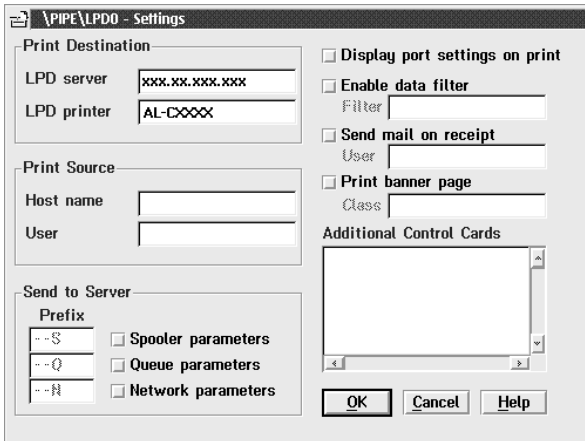 \PIPE\LPD0 - Settings
Print Destination
LPD server xxx.xx.xxx.xxx
LPD printer AL-CXXXX
Print Source
Host name
User
Send to Server
Prefix
--S Spooler parameters
--Q Queue parameters
--N Network parameters
Display port settings on print
Enable data filter
Filter
Send mail on receipt
User
Print banner page
Class
Additional Control Cards
OK Cancel Help